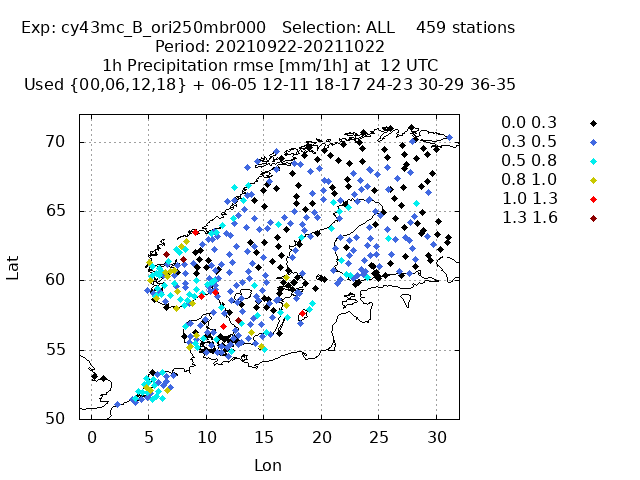 Exp: cy43mc_B_ori250mbr000 Selection: ALL 459 stations
Period: 20210922-20211022
1h Precipitation rmse [mm/1h] at 12 UTC
Used {00,06,12,18} + 06-05 12-11 18-17 24-23 30-29 36-35
0.0 0.3
0.3 0.5
0.5 0.8
0.8 1.0
1.0 1.3
1.3 1.6
70
65
60
55
50
Lat
0 5 10 15 20 25 30
Lon